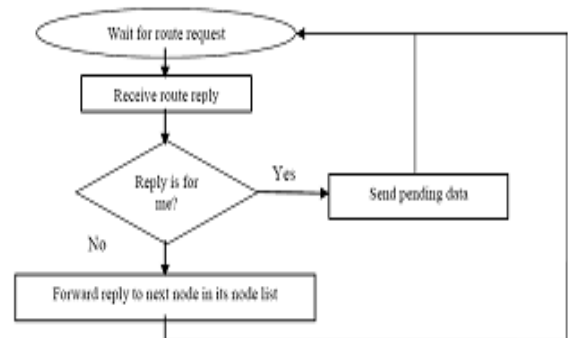 Wait for route request
Receive route reply
Reply is for
me?
Yes
Send pending data
No
Forward reply to next node in its node list